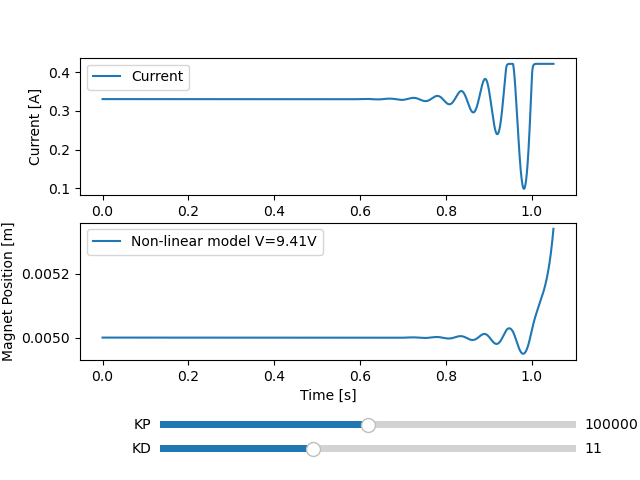 Current [A]
0.4
0.3
0.2
0.1
Current
0.0 0.2 0.4 0.6 0.8 1.0
Magnet Position [m]
0.0052
0.0050
Non-linear model V=9.41V
0.0 0.2 0.4 0.6 0.8 1.0
Time [s]
KP 100000
KD 11